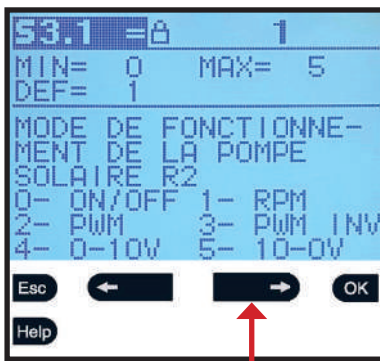 S3.1 = 1
MIN= 0 MAX= 5
DEF= 1
MODE DE FONCTIONNE-
MENT DE LA POMPE
SOLAIRE R2
0- ON/OFF 1- RPM
2- PWM 3- PWM INV
4- 0-10V 5- 10-0V
Esc ← → OK
Help